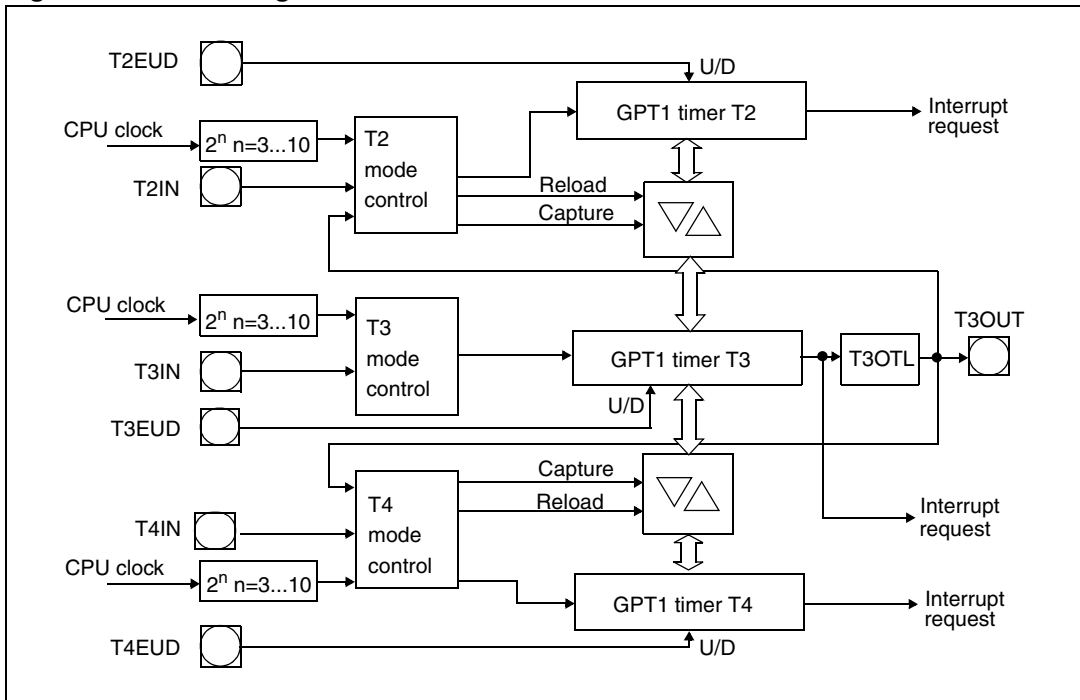 T2EUD
U/D
GPT1 timer T2
Interrupt
request
CPU clock
2ⁿ n=3...10
T2
mode
control
T2IN
Reload
Capture
CPU clock
2ⁿ n=3...10
T3
mode
control
T3IN
T3EUD
GPT1 timer T3
U/D
T3OTL
T3OUT
Interrupt
request
Capture
Reload
T4
mode
control
T4IN
CPU clock
2ⁿ n=3...10
GPT1 timer T4
Interrupt
request
T4EUD
U/D